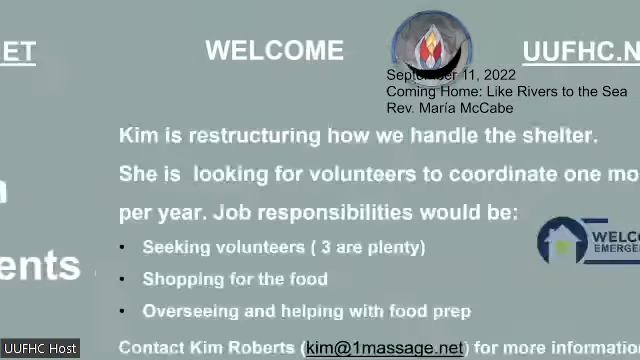 ET WELCOME UUFHC.N
September 11, 2022
Coming Home: Like Rivers to the Sea
Rev. María McCabe
Kim is restructuring how we handle the shelter.
She is looking for volunteers to coordinate one mo
per year. Job responsibilities would be:
• Seeking volunteers ( 3 are plenty)
• Shopping for the food
• Overseeing and helping with food prep
Contact Kim Roberts (kim@1massage.net) for more informatio
ents
WELCO
EMERGEN
UUFHC Host